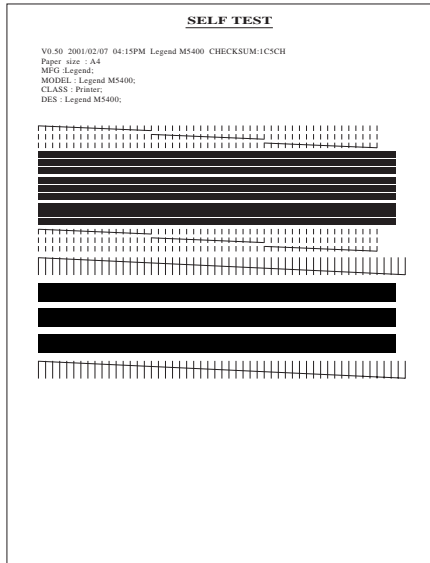 SELF TEST
V0.50 2001/02/07 04:15PM Legend M5400 CHECKSUM:1C5CH
Paper size : A4
MFG :Legend;
MODEL : Legend M5400;
CLASS : Printer;
DES : Legend M5400;